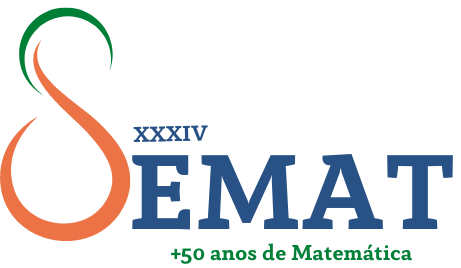 XXXIV
SEMAT
+50 anos de Matemática